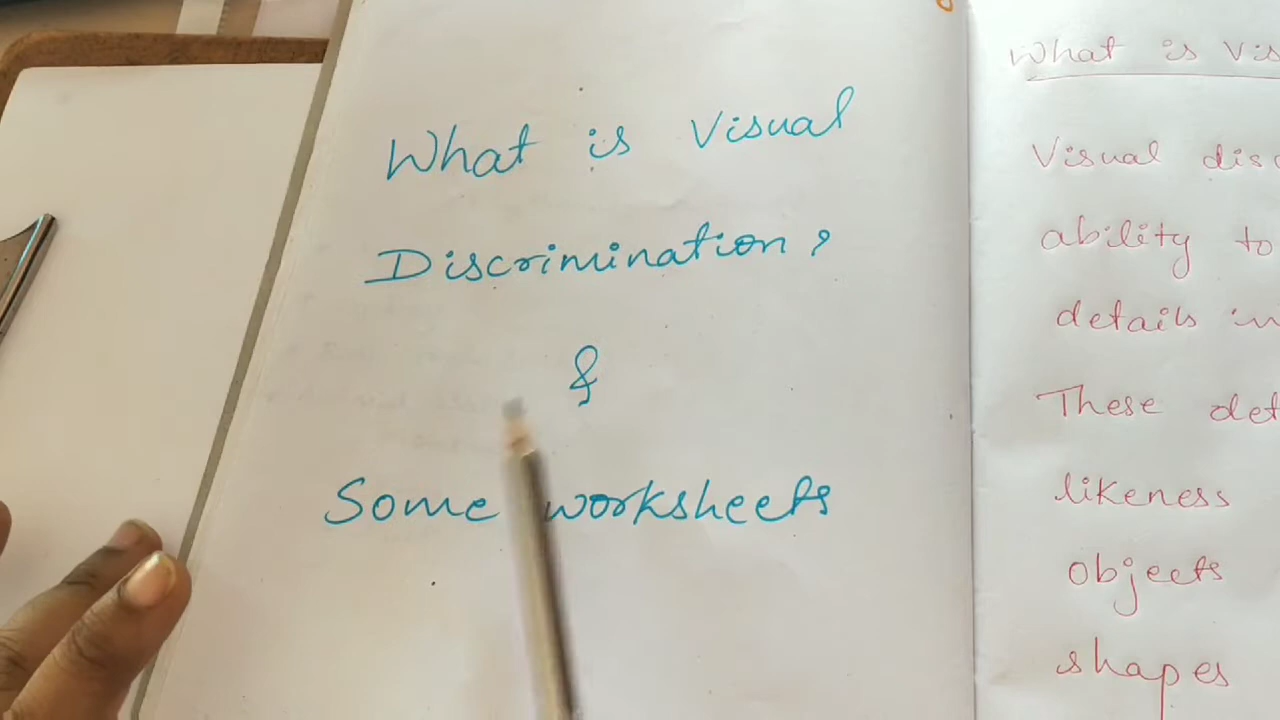 What is Visual
Discrimination?
&
Some worksheets
What is Vis
Visual disc
ability to
details in
These det
likeness
objects
shapes